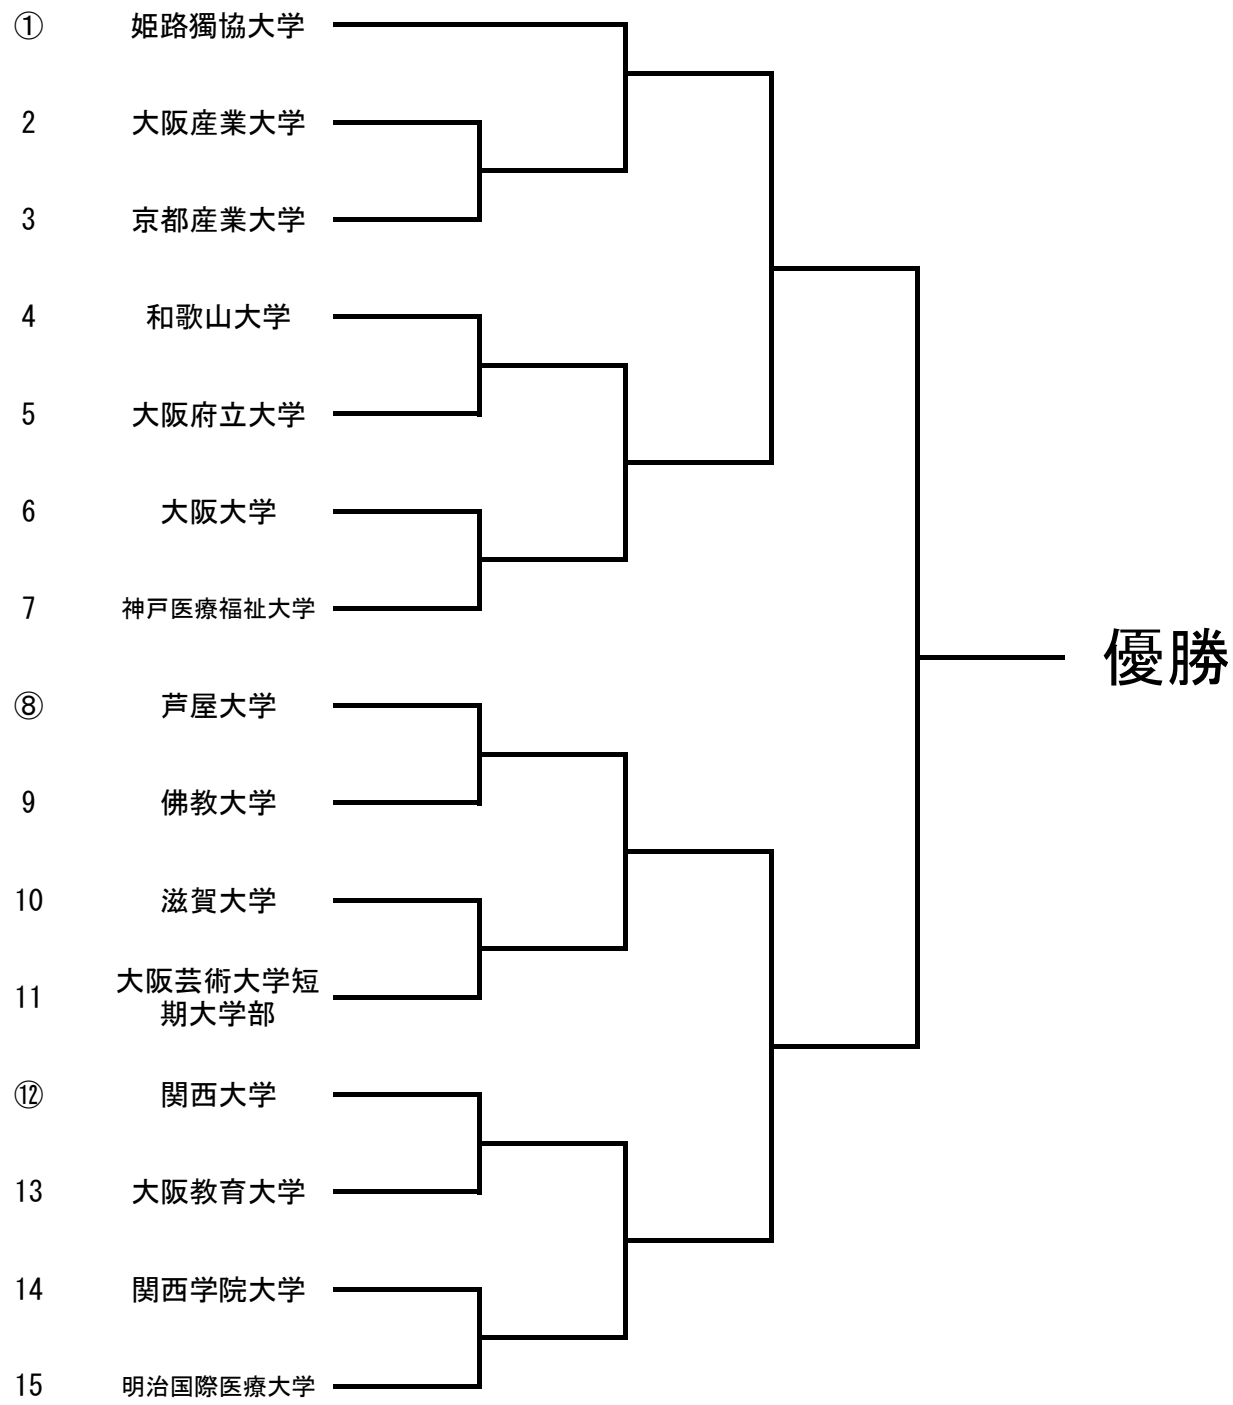 ① 姫路獨協大学
2 大阪産業大学
3 京都産業大学
4 和歌山大学
5 大阪府立大学
6 大阪大学
7 神戸医療福祉大学
優勝
⑧ 芦屋大学
9 佛教大学
10 滋賀大学
11 大阪芸術大学短
期大学部
⑫ 関西大学
13 大阪教育大学
14 関西学院大学
15 明治国際医療大学